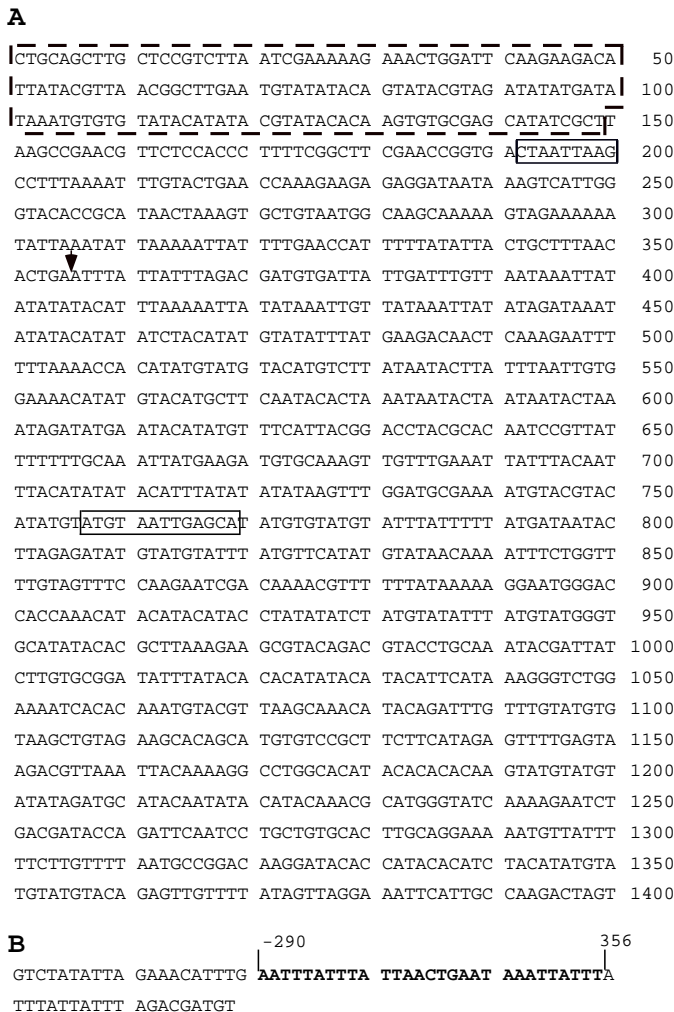 A
CTGCAGCTTG CTCCGTCTTA ATCGAAAAAG AAACTGGATT CAAGAAGACA 50
TTATACGTTA ACGGCTTGAA TGTATATACA GTATACGTAG ATATATGATA 100
TAAATGTGTG TATACATATA CGTATACACA AGTGTGCGAG CATATCGCTT 150
AAGCCGAACG TTCTCCACCC TTTTCGGCTT CGAACCGGTG ACTAATTAAG 200
CCTTTAAAAT TTGTACTGAA CCAAAGAAGA GAGGATAATA AAGTCATTGG 250
GTACACCGCA TAACTAAAGT GCTGTAATGG CAAGCAAAAA GTAGAAAAAA 300
TATTAAATAT TAAAAATTAT TTTGAACCAT TTTTATATTA CTGCTTTAAC 350
ACTGAATTTA TTATTTAGAC GATGTGATTA TTGATTTGTT AATAAATTAT 400
ATATATACAT TTAAAAATTA TATAAATTGT TATAAATTAT ATAGATAAAT 450
ATATACATAT ATCTACATAT GTATATTTAT GAAGACAACT CAAAGAATTT 500
TTTAAAACCA CATATGTATG TACATGTCTT ATAATACTTA TTTAATTGTG 550
GAAAACATAT GTACATGCTT CAATACACTA AATAATACTA ATAATACTAA 600
ATAGATATGA ATACATATGT TTCATTACGG ACCTACGCAC AATCCGTTAT 650
TTTTTTGCAA ATTATGAAGA TGTGCAAAGT TGTTTGAAAT TATTTACAAT 700
TTACATATAT ACATTTATAT ATATAAGTTT GGATGCGAAA ATGTACGTAC 750
ATATGTATGT AATTGAGCAT ATGTGTATGT ATTTATTTTT ATGATAATAC 800
TTAGAGATAT GTATGTATTT ATGTTCATAT GTATAACAAA ATTTCTGGTT 850
TTGTAGTTTC CAAGAATCGA CAAAACGTTT TTTATAAAAA GGAATGGGAC 900
CACCAAACAT ACATACATAC CTATATATCT ATGTATATTT ATGTATGGGT 950
GCATATACAC GCTTAAAGAA GCGTACAGAC GTACCTGCAA ATACGATTAT 1000
CTTGTGCGGA TATTTATACA CACATATACA TACATTCATA AAGGGTCTGG 1050
AAAATCACAC AAATGTACGT TAAGCAAACA TACAGATTTG TTTGTATGTG 1100
TAAGCTGTAG AAGCACAGCA TGTGTCCGCT TCTTCATAGA GTTTTGAGTA 1150
AGACGTTAAA TTACAAAAGG CCTGGCACAT ACACACACAA GTATGTATGT 1200
ATATAGATGC ATACAATATA CATACAAACG CATGGGTATC AAAAGAATCT 1250
GACGATACCA GATTCAATCC TGCTGTGCAC TTGCAGGAAA AATGTTATTT 1300
TTCTTGTTTT AATGCCGGAC AAGGATACAC CATACACATC TACATATGTA 1350
TGTATGTACA GAGTTGTTTT ATAGTTAGGA AATTCATTGC CAAGACTAGT 1400
B
-290 356
GTCTATATTA GAAACATTTG AATTTATTTA TTAACTGAAT AAATTATTTA
TTTATTATTT AGACGATGT